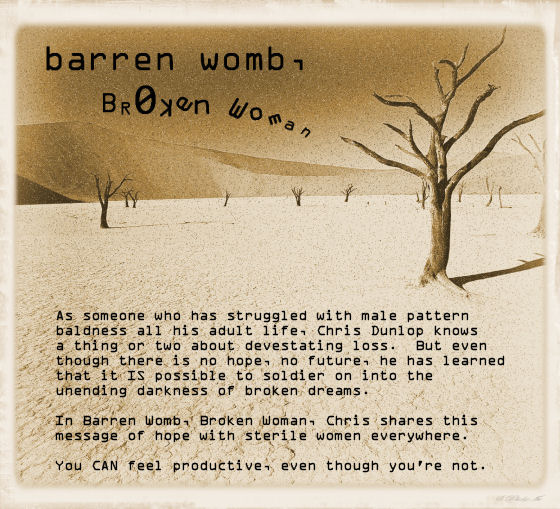 barren womb,
BROken Woman
As someone who has struggled with male pattern
baldness all his adult life, Chris Dunlop knows
a thing or two about devestating loss.  But even
though there is no hope, no future, he has learned
that it IS possible to soldier on into the
unending darkness of broken dreams.
In Barren Womb, Broken Woman, Chris shares this
message of hope with sterile women everywhere.
You CAN feel productive, even though you're not.